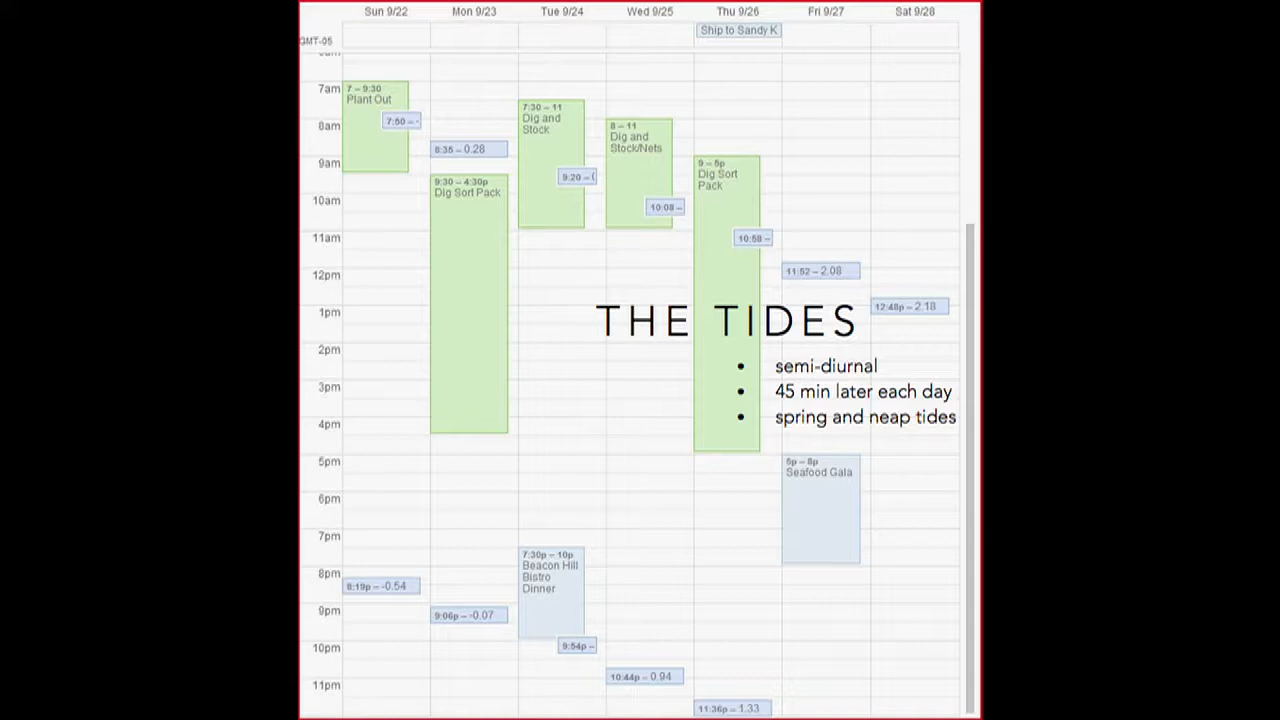 Sun 9/22 Mon 9/23 Tue 9/24 Wed 9/25 Thu 9/26 Fri 9/27 Sat 9/28
Ship to Sandy K
GMT-05
7am
8am
9am
10am
11am
12pm
1pm
2pm
3pm
4pm
5pm
6pm
7pm
8pm
9pm
10pm
11pm
7 – 9:30
Plant Out
7:50 –
8:19p – -0.54
8:35 – 0.28
9:30 – 4:30p
Dig Sort Pack
9:06p – -0.07
7:30 – 11
Dig and
Stock
9:20 –
7:30p – 10p
Beacon Hill
Bistro
Dinner
9:54p –
8 – 11
Dig and
Stock/Nets
10:08 –
10:44p – 0.94
9 – 5p
Dig Sort
Pack
10:58 –
11:36p – 1.33
11:52 – 2.08
5p – 8p
Seafood Gala
12:48p – 2.18
THE TIDES
• semi-diurnal
• 45 min later each day
• spring and neap tides